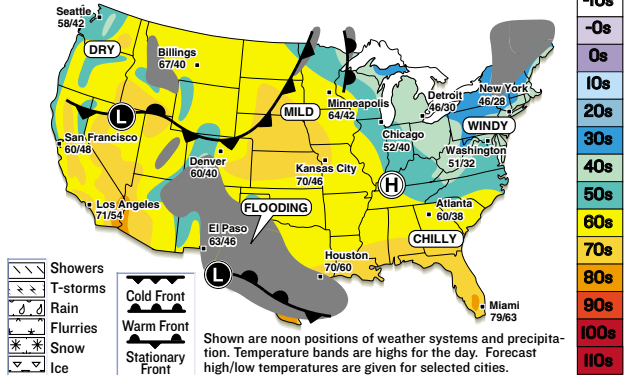 Seattle
58/42
DRY
Billings
67/40
MILD
Minneapolis
64/42
Detroit
46/30
New York
46/28
WINDY
Chicago
52/40
Washington
51/32
L
San Francisco
60/48
Denver
60/40
Kansas City
70/46
H
Los Angeles
71/54
FLOODING
El Paso
63/46
Atlanta
60/38
CHILLY
L
Houston
70/60
Miami
79/63
Showers
T-storms
Rain
Flurries
Snow
Ice
Cold Front
Warm Front
Stationary
Front
Shown are noon positions of weather systems and precipita-
tion. Temperature bands are highs for the day. Forecast
high/low temperatures are given for selected cities.
-10s
-0s
0s
10s
20s
30s
40s
50s
60s
70s
80s
90s
100s
110s